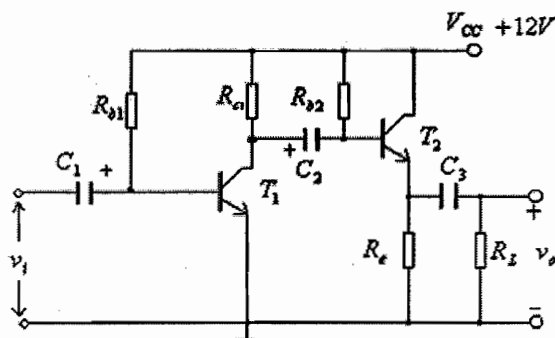 V_CC +12V
R_b1
R_c1
R_b2
C_1 +
+ C_2
T_1
T_2
C_3
+
v_i
R_e
R_L
v_o
-